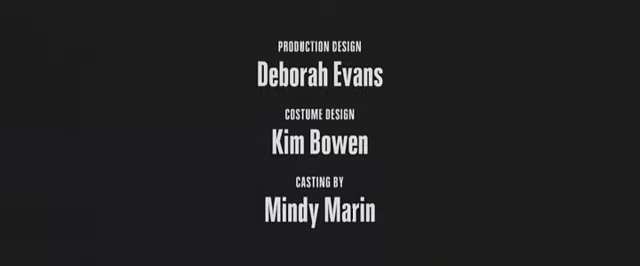 PRODUCTION DESIGN
Deborah Evans
COSTUME DESIGN
Kim Bowen
CASTING BY
Mindy Marin